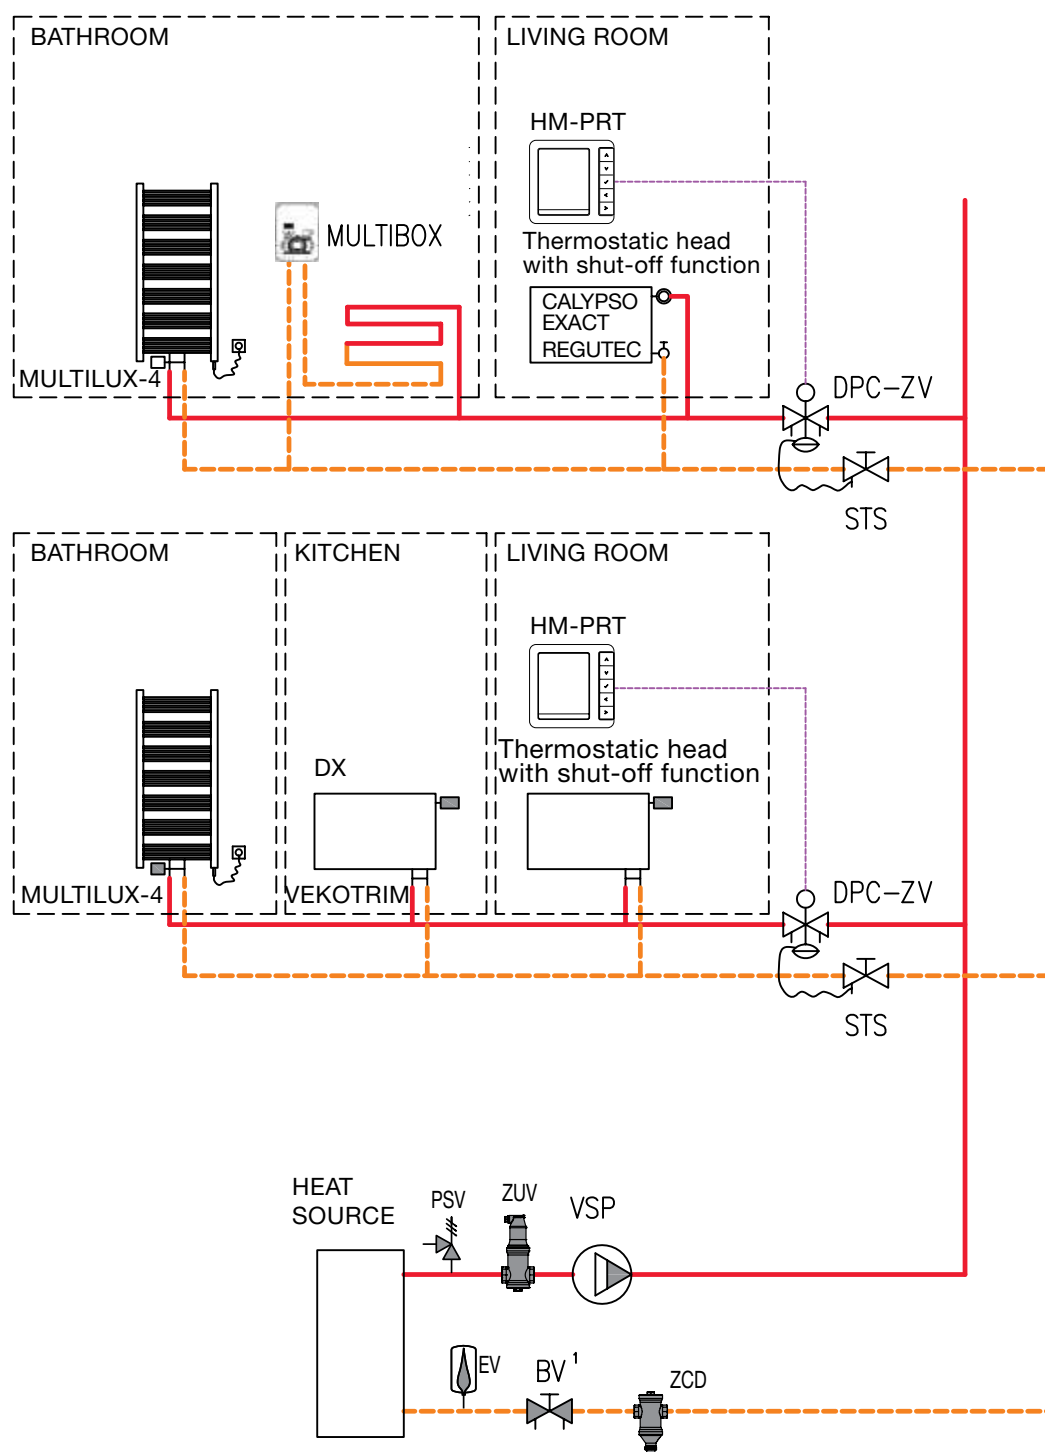 BATHROOM
LIVING ROOM
HM-PRT
MULTIBOX
Thermostatic head
with shut-off function
CALYPSO
EXACT
REGUTEC
MULTILUX-4
DPC-ZV
STS
BATHROOM
KITCHEN
LIVING ROOM
HM-PRT
Thermostatic head
with shut-off function
DX
MULTILUX-4
VEKOTRIM
DPC-ZV
STS
HEAT
SOURCE
PSV
ZUV
VSP
EV
BV 1
ZCD